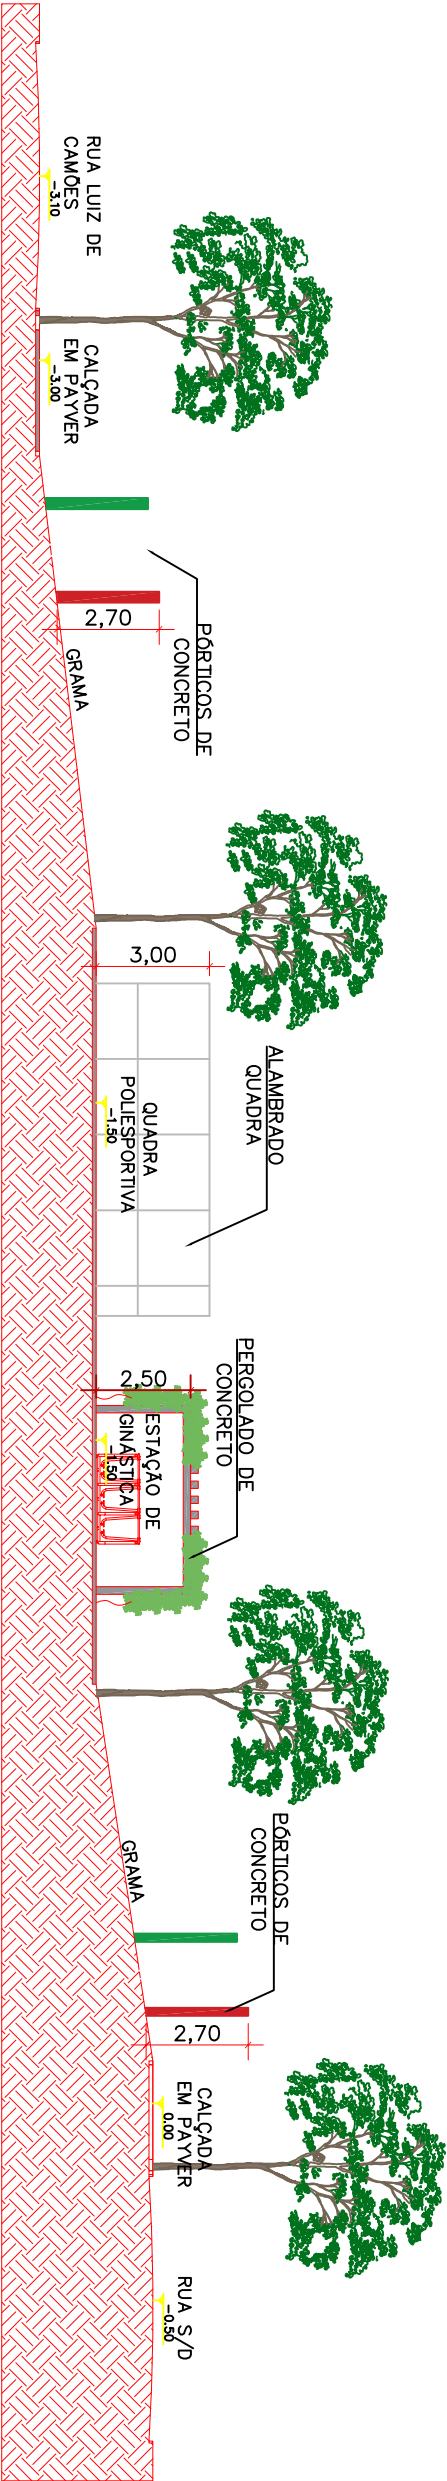 RUA LUIZ DE
CAMÕES
-3.10
CALÇADA
EM PAYVER
-3.00
PÓRTICOS DE
CONCRETO
2,70
GRAMA
3,00
ALAMBRADO
QUADRA
QUADRA
POLIESPORTIVA
-1.50
PERGOLADO DE
CONCRETO
2,50
ESTAÇÃO DE
GINÁSTICA
-1.50
GRAMA
PÓRTICOS DE
CONCRETO
2,70
CALÇADA
EM PAYVER
0.00
RUA S/D
-0.50